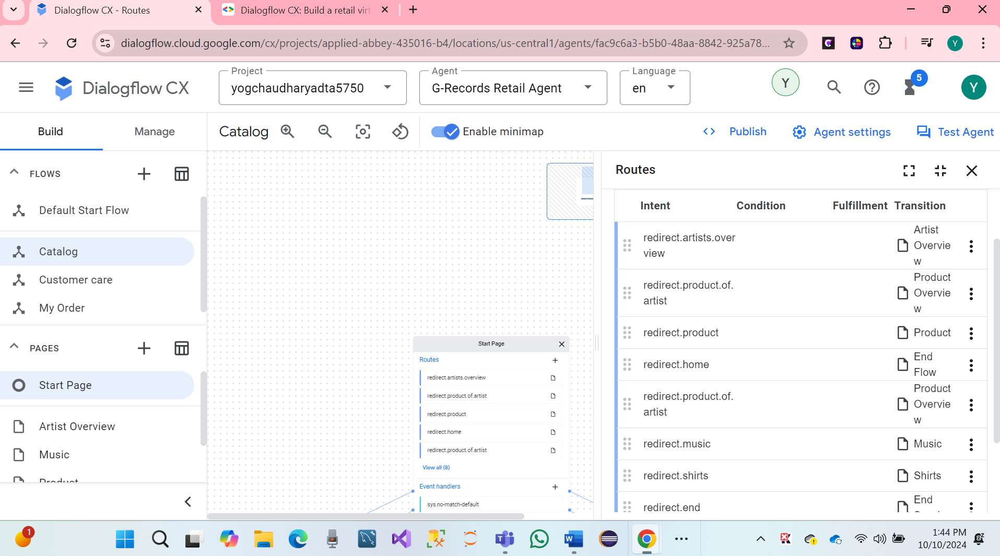 Dialogflow CX - Routes
Dialogflow CX: Build a retail virt
dialogflow.cloud.google.com/cx/projects/applied-abbey-435016-b4/locations/us-central1/agents/fac9c6a3-b5b0-48aa-8842-925a78...
Y
Dialogflow CX
Project
yogchaudharyadta5750
Agent
G-Records Retail Agent
Language
en
Y
5
Y
Build
Manage
Catalog
Enable minimap
Publish
Agent settings
Test Agent
FLOWS
Default Start Flow
Catalog
Customer care
My Order
PAGES
Start Page
Artist Overview
Music
Product
Start Page
Routes
redirect.artists.overview
redirect.product.of.artist
redirect.product
redirect.home
redirect.product.of.artist
View all (8)
Event handlers
sys.no-match-default
Routes
Intent Condition Fulfillment Transition
redirect.artists.over
view
Artist
Overvie
w
redirect.product.of.
artist
Product
Overvie
w
redirect.product
Product
redirect.home
End
Flow
redirect.product.of.
artist
Product
Overvie
w
redirect.music
Music
redirect.shirts
Shirts
redirect.end
End
1
1:44 PM
10/10/2024